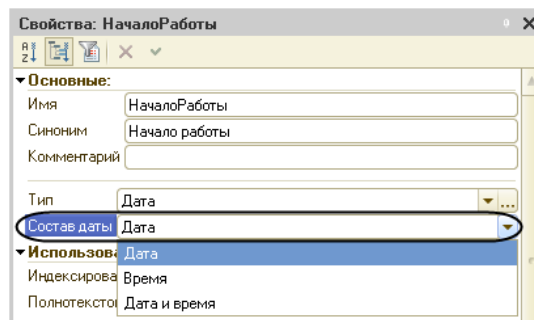 Свойства: НачалоРаботы
Основные:
Имя НачалоРаботы
Синоним Начало работы
Комментарий
Тип Дата
Состав даты Дата
Использова Дата
Индексирова Время
Полнотексто Дата и время